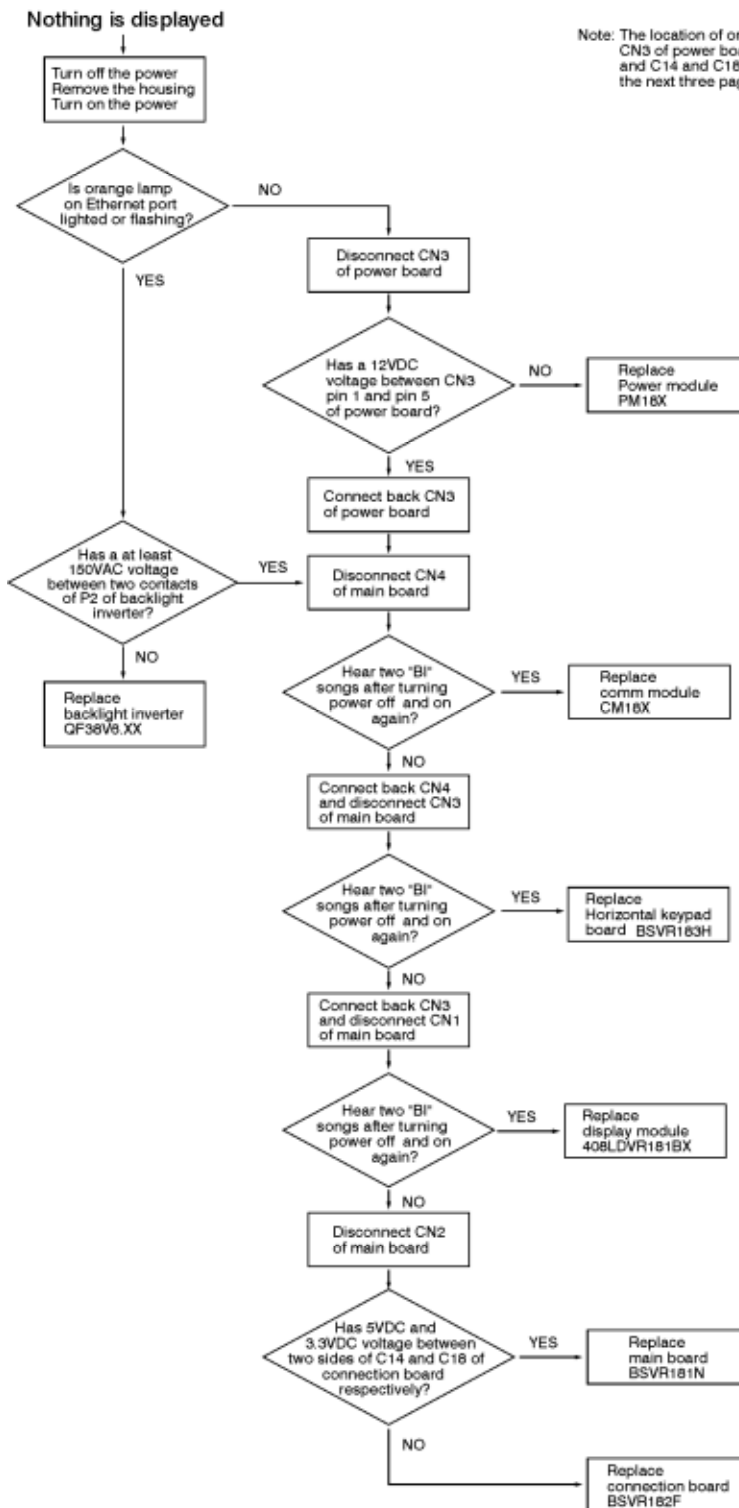 Nothing is displayed
Note: The location of or
CN3 of power boa
and C14 and C18
the next three pag
Turn off the power
Remove the housing
Turn on the power
Is orange lamp
on Ethernet port
lighted or flashing?
NO
YES
Disconnect CN3
of power board
Has a 12VDC
voltage between CN3
pin 1 and pin 5
of power board?
NO
Replace
Power module
PM18X
YES
Connect back CN3
of power board
Has a at least
150VAC voltage
between two contacts
of P2 of backlight
inverter?
YES
Disconnect CN4
of main board
NO
Replace
backlight inverter
QF38V6.XX
Hear two "BI"
songs after turning
power off and on
again?
YES
Replace
comm module
CM18X
NO
Connect back CN4
and disconnect CN3
of main board
Hear two "BI"
songs after turning
power off and on
again?
YES
Replace
Horizontal keypad
board BSVR183H
NO
Connect back CN3
and disconnect CN1
of main board
Hear two "BI"
songs after turning
power off and on
again?
YES
Replace
display module
408LDVR181BX
NO
Disconnect CN2
of main board
Has 5VDC and
3.3VDC voltage between
two sides of C14 and C18 of
connection board
respectively?
YES
Replace
main board
BSVR181N
NO
Replace
connection board
BSVR182F